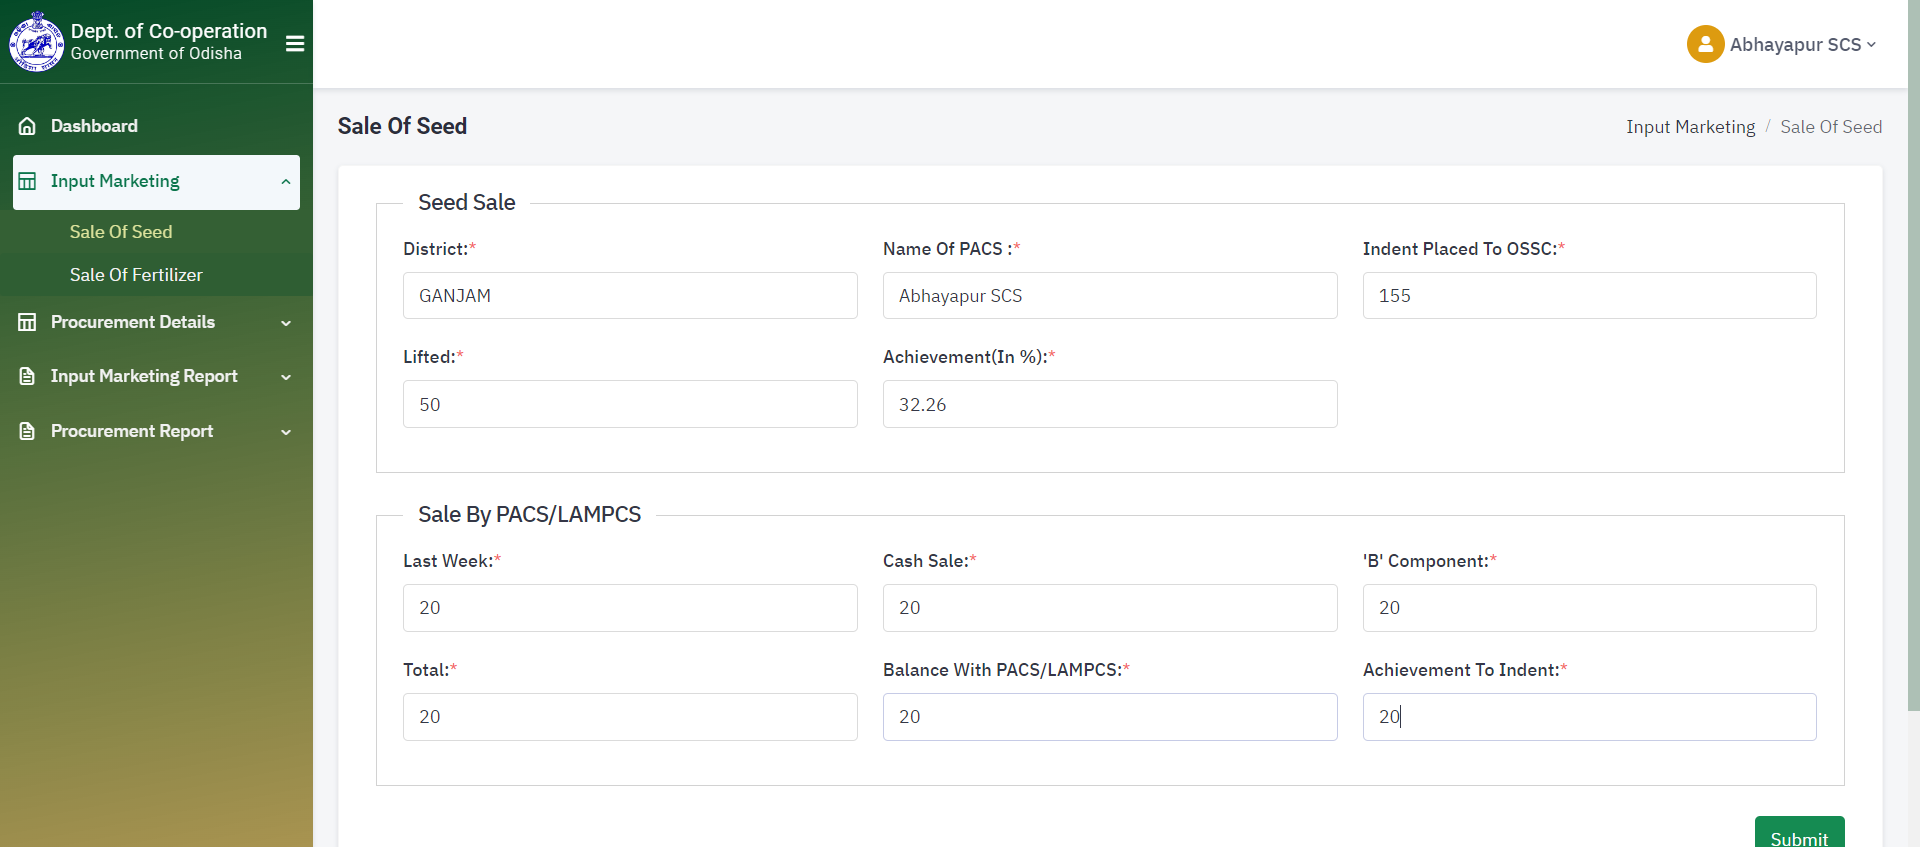 Dept. of Co-operation
Government of Odisha
Abhayapur SCS
Dashboard
Input Marketing
Sale Of Seed
Sale Of Fertilizer
Procurement Details
Input Marketing Report
Procurement Report
Sale Of Seed
Input Marketing / Sale Of Seed
Seed Sale
District:* Name Of PACS :* Indent Placed To OSSC:*
GANJAM Abhayapur SCS 155
Lifted:* Achievement(In %):*
50 32.26
Sale By PACS/LAMPCS
Last Week:* Cash Sale:* 'B' Component:*
20 20 20
Total:* Balance With PACS/LAMPCS:* Achievement To Indent:*
20 20 20
Submit